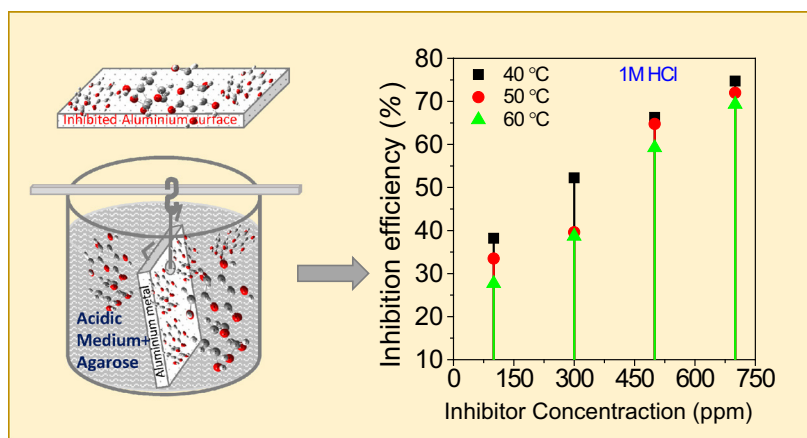 Inhibited Aluminium surface
Aluminium metal
Acidic
Medium+
Agarose
Inhibition efficiency (%)
80
70
60
50
40
30
20
10
40 °C
50 °C
60 °C
1M HCl
0 150 300 450 600 750
Inhibitor Concentraction (ppm)